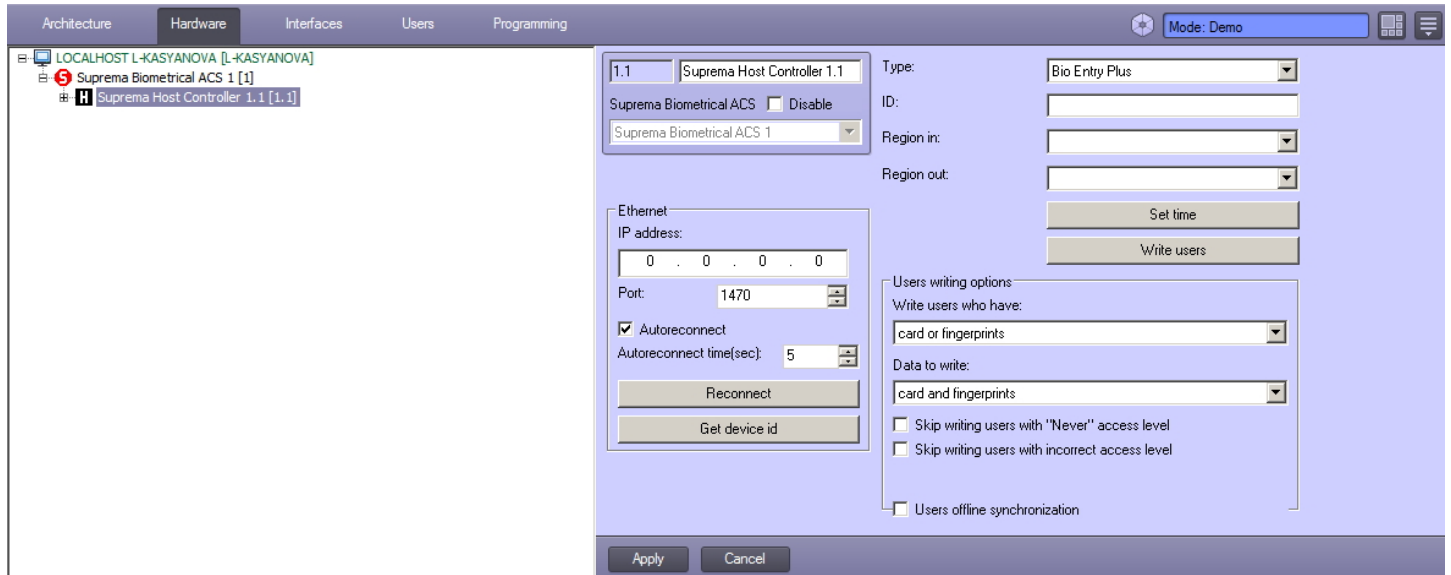 Architecture Hardware Interfaces Users Programming Mode: Demo
LOCALHOST L-KASYANOVA [L-KASYANOVA]
S Suprema Biometrical ACS 1 [1]
H Suprema Host Controller 1.1 [1.1]
1.1 Suprema Host Controller 1.1
Suprema Biometrical ACS Disable
Suprema Biometrical ACS 1
Ethernet
IP address:
0 . 0 . 0 . 0
Port: 1470
Autoreconnect
Autoreconnect time(sec): 5
Reconnect
Get device id
Type: Bio Entry Plus
ID:
Region in:
Region out:
Set time
Write users
Users writing options
Write users who have:
card or fingerprints
Data to write:
card and fingerprints
Skip writing users with "Never" access level
Skip writing users with incorrect access level
Users offline synchronization
Apply Cancel